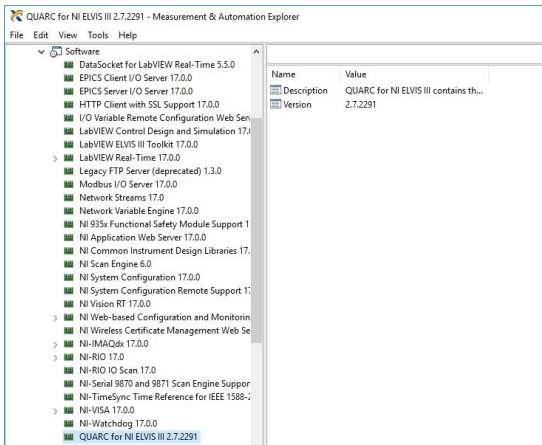 QUARC for NI ELVIS III 2.7.2291 - Measurement & Automation Explorer
File Edit View Tools Help
Software
DataSocket for LabVIEW Real-Time 5.5.0
EPICS Client I/O Server 17.0.0
EPICS Server I/O Server 17.0.0
HTTP Client with SSL Support 17.0.0
I/O Variable Remote Configuration Web Serv
LabVIEW Control Design and Simulation 17.0
LabVIEW ELVIS III Toolkit 17.0.0
LabVIEW Real-Time 17.0.0
Legacy FTP Server (deprecated) 1.3.0
Modbus I/O Server 17.0.0
Network Streams 17.0
Network Variable Engine 17.0.0
NI 935x Functional Safety Module Support 1
NI Application Web Server 17.0.0
NI Common Instrument Design Libraries 17.
NI Scan Engine 6.0
NI System Configuration 17.0.0
NI System Configuration Remote Support 17
NI Vision RT 17.0.0
NI Web-based Configuration and Monitorin
NI Wireless Certificate Management Web Se
NI-IMAQdx 17.0.0
NI-RIO 17.0
NI-RIO IO Scan 17.0
NI-Serial 9870 and 9871 Scan Engine Suppor
NI-TimeSync Time Reference for IEEE 1588-2
NI-VISA 17.0.0
NI-Watchdog 17.0.0
QUARC for NI ELVIS III 2.7.2291
Name Value
Description QUARC for NI ELVIS III contains th...
Version 2.7.2291